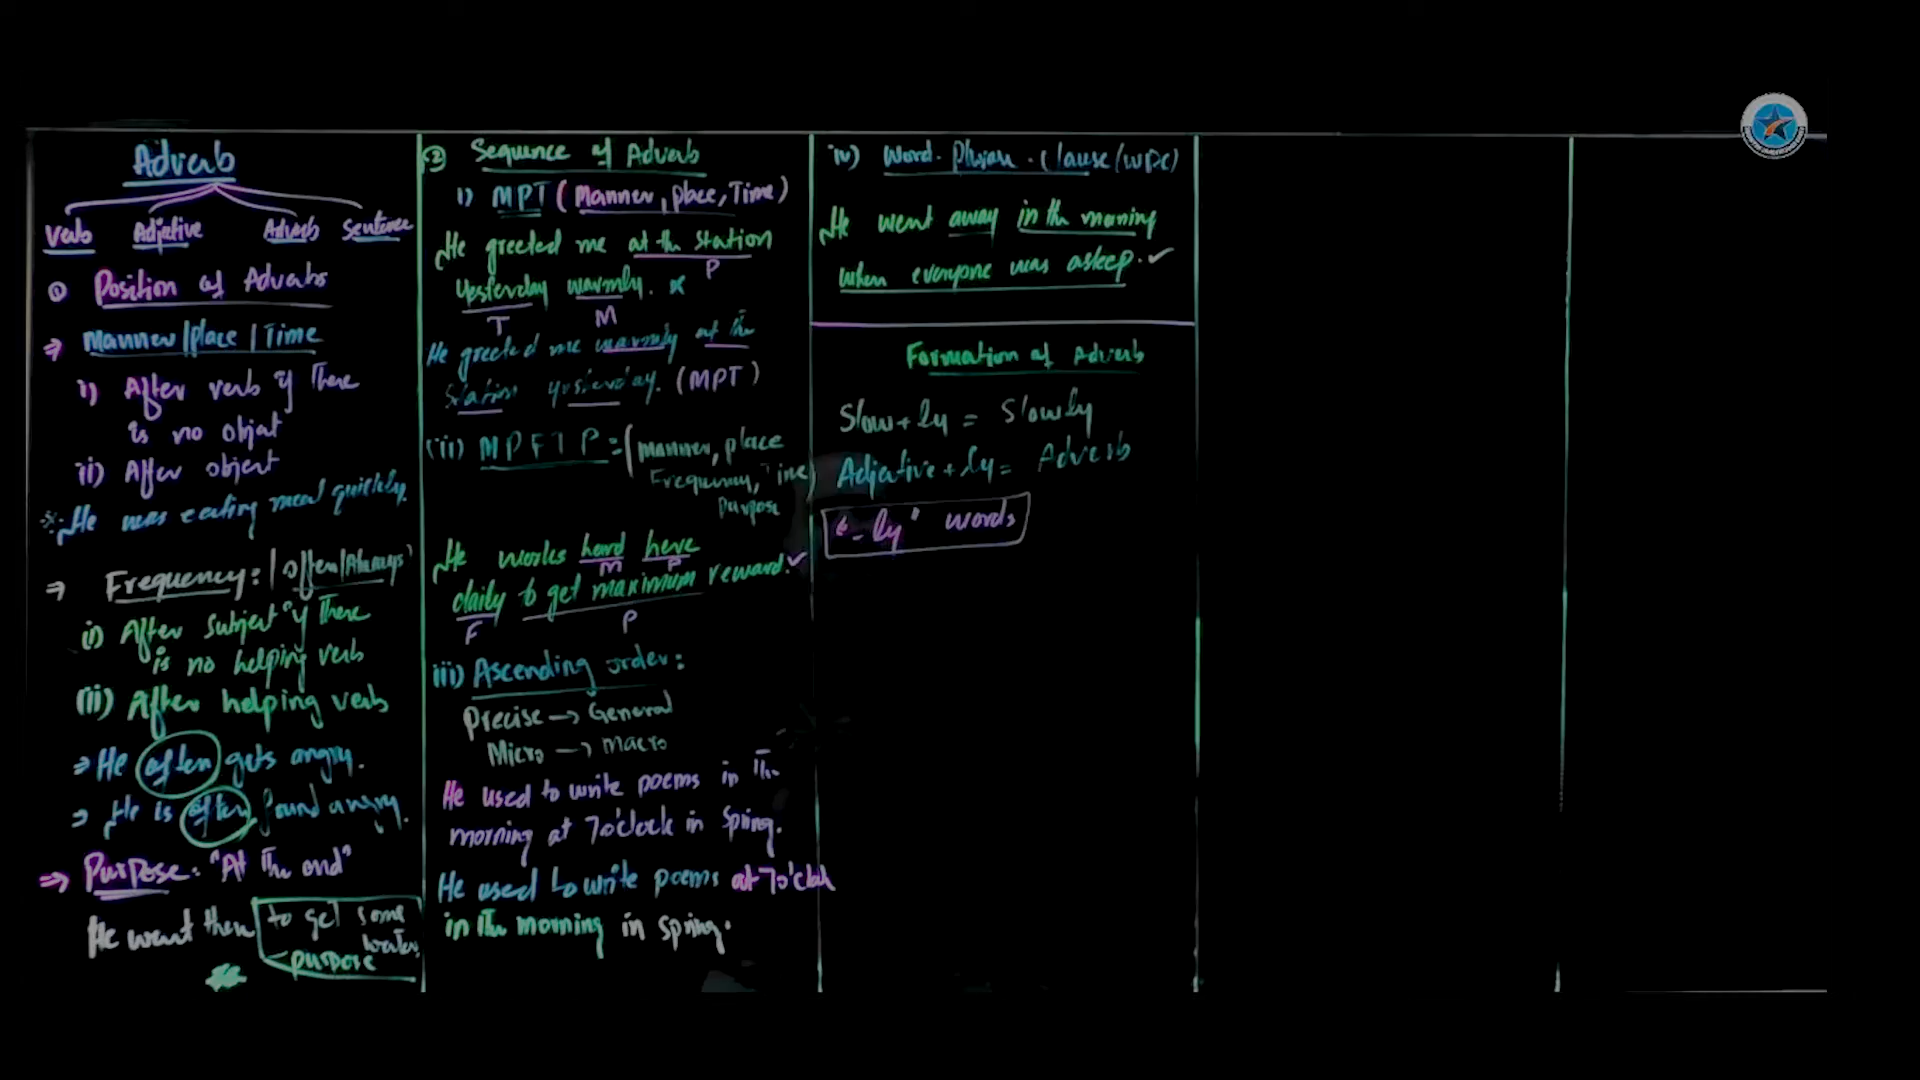 Adverb
Verb Adjective Adverb Sentence
① Position of Adverbs
⇒ Manner/Place/Time
i) After verb if There
is no object
ii) After object
He was eating meal quickly.
⇒ Frequency: | often/Always
(i) After subject if There
is no helping verb
(ii) After helping verb
⇒ He often gets angry.
⇒ He is often found angry.
⇒ Purpose: "At The end"
He went there to get some
water
purpose
② Sequence of Adverb
i) MPT (Manner, place, Time)
He greeted me at the station
P
yesterday warmly. ×
T M
He greeted me warmly at the
station yesterday. (MPT)
(ii) MPFTP = (manner, place
Frequency, Time)
Purpose
He works hard here
M P
daily to get maximum reward. ✓
F P
iii) Ascending order:
Precise → General
Micro → Macro
He used to write poems in The
morning at 7o'clock in Spring.
He used to write poems at 7o'clock
in The morning in spring.
iv) Word. Phrase. Clause (WPC)
He went away in the morning
when everyone was asleep. ✓
Formation of Adverb
Slow + ly = Slowly
Adjective + ly = Adverb
"-ly" words